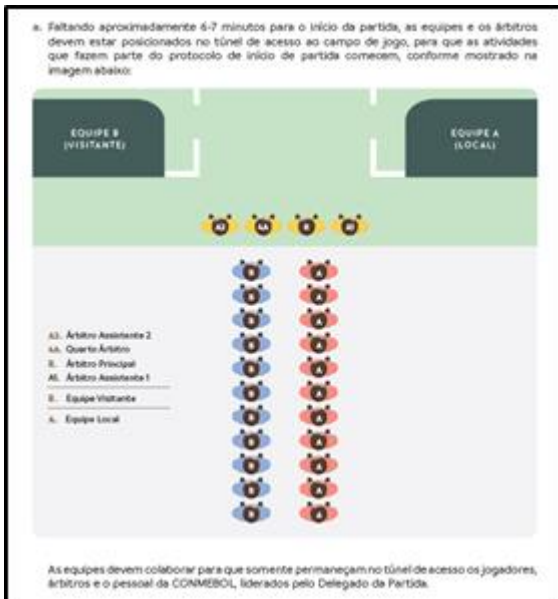 a. Faltando aproximadamente 6-7 minutos para o início da partida, as equipes e os árbitros
devem estar posicionados no túnel de acesso ao campo de jogo, para que as atividades
que fazem parte do protocolo de início de partida comecem, conforme mostrado na
imagem abaixo:
EQUIPE B
(VISITANTE)
EQUIPE A
(LOCAL)
A2 4A R A1
B A
B A
B A
B A
B A
B A
B A
B A
B A
B A
B A
A2. Árbitro Assistente 2
4A. Quarto Árbitro
R. Árbitro Principal
A1. Árbitro Assistente 1
B. Equipe Visitante
A. Equipe Local
As equipes devem colaborar para que somente permaneçam no túnel de acesso os jogadores,
árbitros e o pessoal da CONMEBOL, liderados pelo Delegado da Partida.